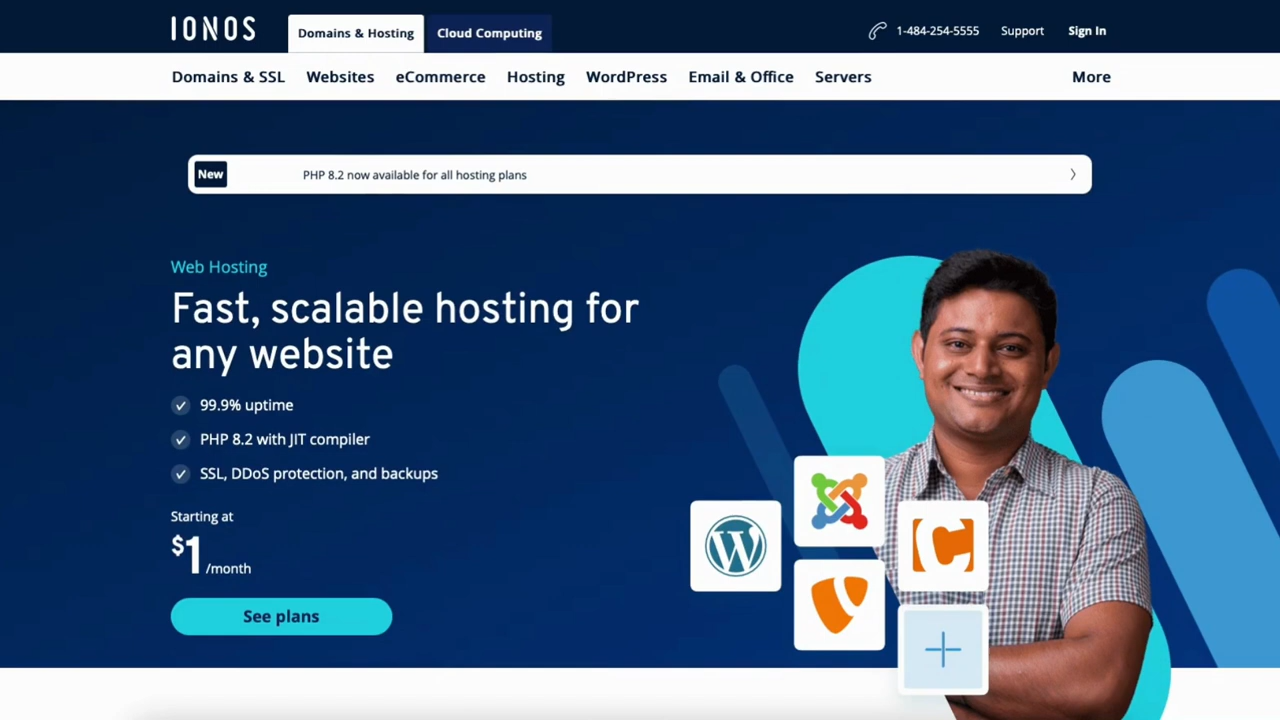 IONOS
Domains & Hosting
Cloud Computing
1-484-254-5555
Support
Sign In
Domains & SSL
Websites
eCommerce
Hosting
WordPress
Email & Office
Servers
More
New
PHP 8.2 now available for all hosting plans
Web Hosting
Fast, scalable hosting for
any website
99.9% uptime
PHP 8.2 with JIT compiler
SSL, DDoS protection, and backups
Starting at
$1/month
See plans